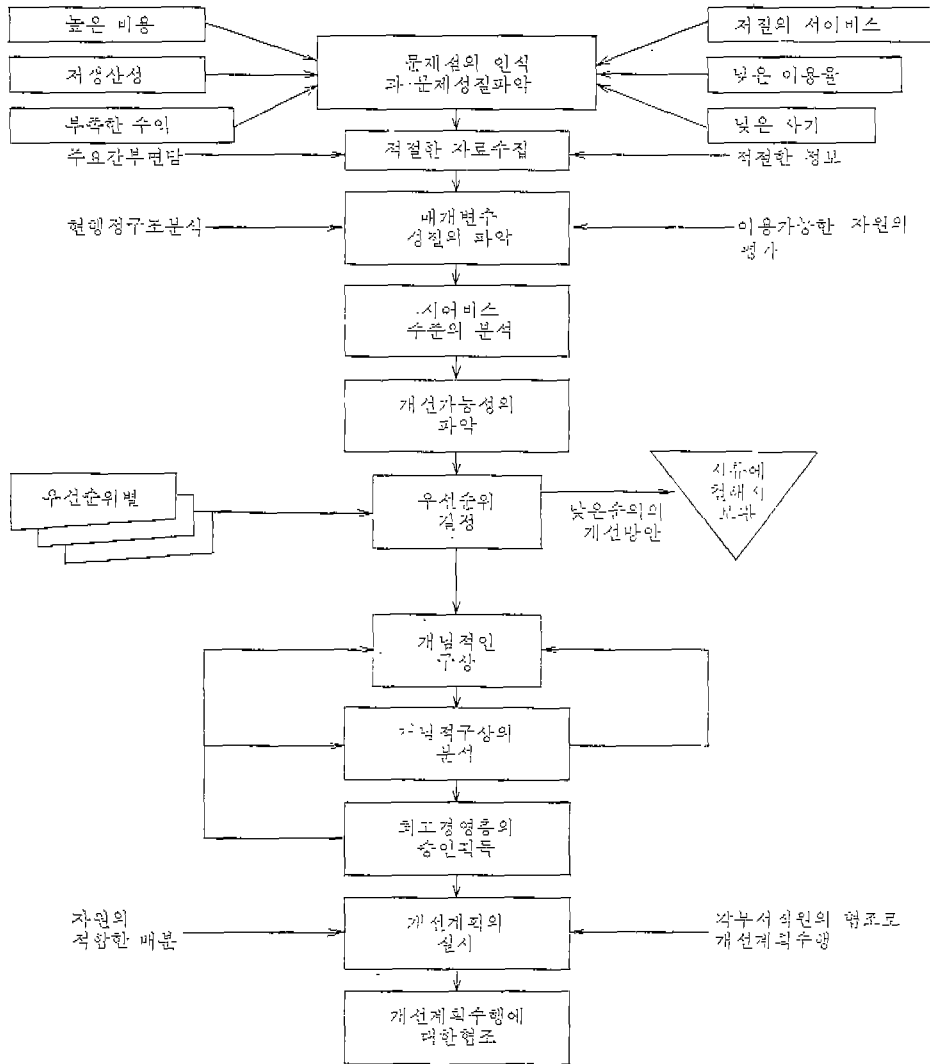 높은 비용
저질의 서어비스
문제점의 인식
과 문제성질파악
저생산성
낮은 이용율
부족한 수익
낮은 사기
주요간부면담
적절한 자료수집
적절한 정보
현행정구조분석
매개변수
성질의 파악
이용가능한 자원의
평가
서어비스
수준의 분석
개선가능성의
파악
우선순위별
우선순위
결정
낮은순위의
개선방안
서류에
보관
개념적인
구상
개념적구상의
분석
최고경영층의
승인획득
자원의
적합한 배분
개선계획의
실시
각부서직원의 협조로
개선계획수행
개선계획수행에
대한협조